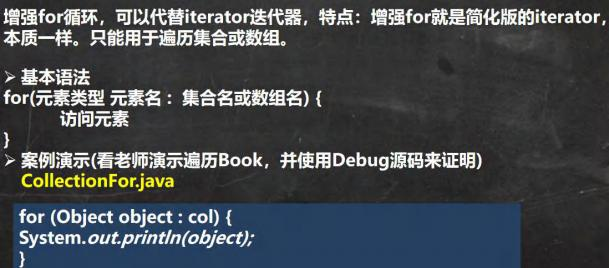 增强for循环，可以代替iterator迭代器，特点：增强for就是简化版的iterator，
本质一样。只能用于遍历集合或数组。
➢ 基本语法
for(元素类型 元素名 : 集合名或数组名) {
访问元素
}
➢ 案例演示(看老师演示遍历Book，并使用Debug源码来证明)
CollectionFor.java
for (Object object : col) {
System.out.println(object);
}